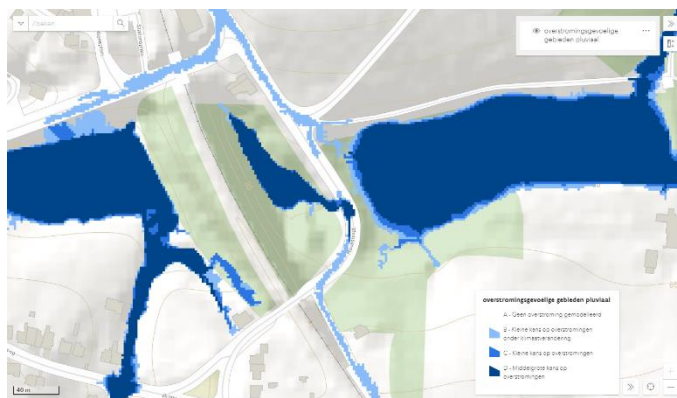 Zoeken
overstromingsgevoelige
gebieden pluviaal
overstromingsgevoelige gebieden pluviaal
A - Geen overstroming gemodelleerd
B - Kleine kans op overstromingen
onder klimaatverandering
C - Kleine kans op overstromingen
D - Middelgrote kans op
overstromingen
40 m